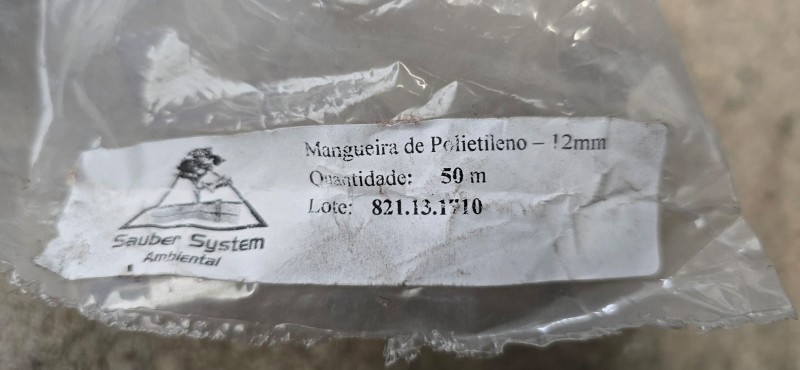 Mangueira de Polietileno – 12mm
Quantidade: 50 m
Lote: 821.13.1710
Sauber System
Ambiental